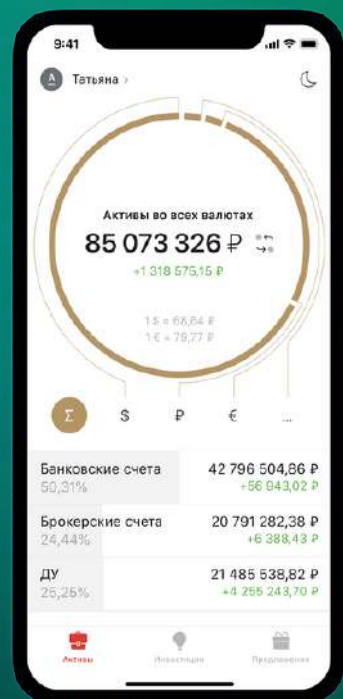 9:41
A Татьяна >
Активы во всех валютах
85 073 326 ₽
+1 318 575,15 ₽
1 $ = 68,64 ₽
1 € = 79,77 ₽
Σ $ ₽ € ...
Банковские счета 42 796 504,86 ₽
50,31% +56 943,02 ₽
Брокерские счета 20 791 282,38 ₽
24,44% +6 388,43 ₽
ДУ 21 485 538,82 ₽
25,25% +4 255 243,70 ₽
Активы Инвестиции Предложения